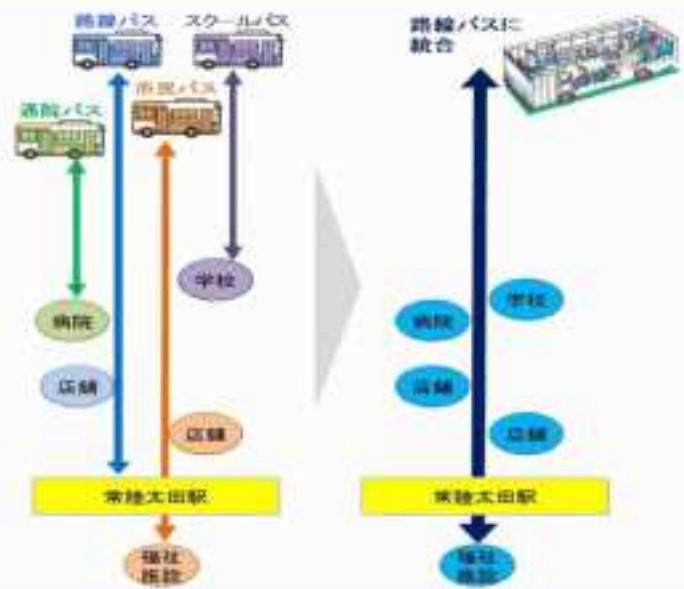 路線バス
スクールバス
市民バス
通院バス
学校
病院
店舗
店舗
常陸太田駅
福祉
施設
路線バスに
統合
学校
病院
店舗
店舗
常陸太田駅
福祉
施設